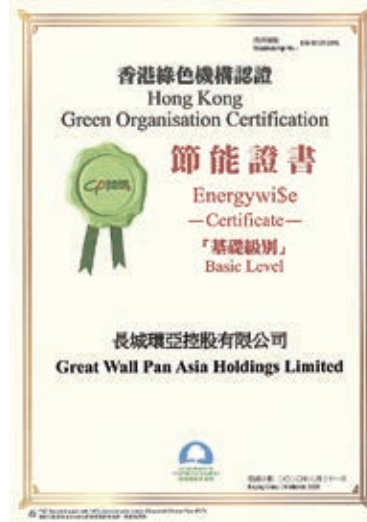 香港綠色機構認證
Hong Kong
Green Organisation Certification
節能證書
Energywi$e
—Certificate—
「基礎級別」
Basic Level
長城環亞控股有限公司
Great Wall Pan Asia Holdings Limited